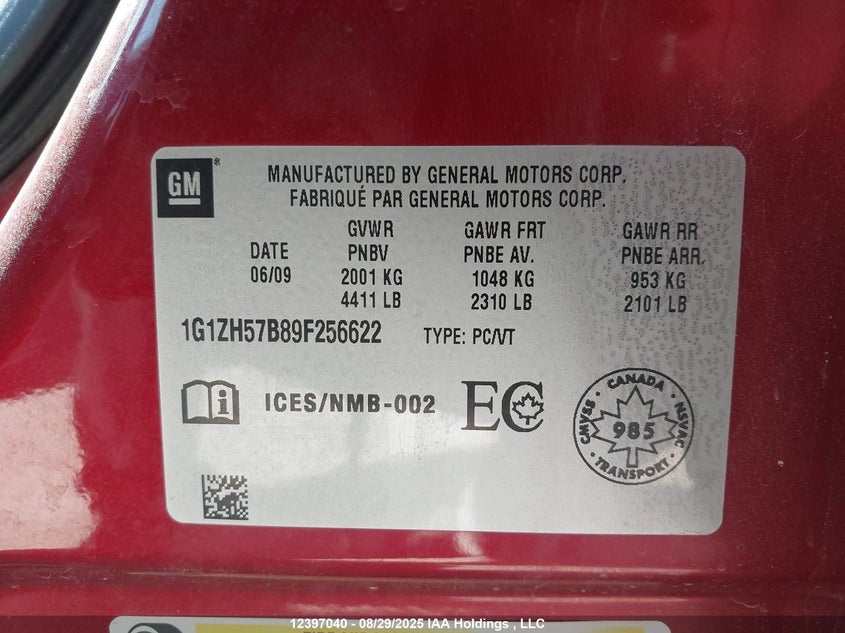 GM
®
MANUFACTURED BY GENERAL MOTORS CORP.
FABRIQUÉ PAR GENERAL MOTORS CORP.
GVWR GAWR FRT GAWR RR
DATE PNBV PNBE AV. PNBE ARR.
06/09 2001 KG 1048 KG 953 KG
4411 LB 2310 LB 2101 LB
1G1ZH57B89F256622 TYPE: PC/VT
i ICES/NMB-002 EC
CANADA
CMVSS 985 NSVAC
TRANSPORT
12397040 - 08/29/2025 IAA Holdings , LLC